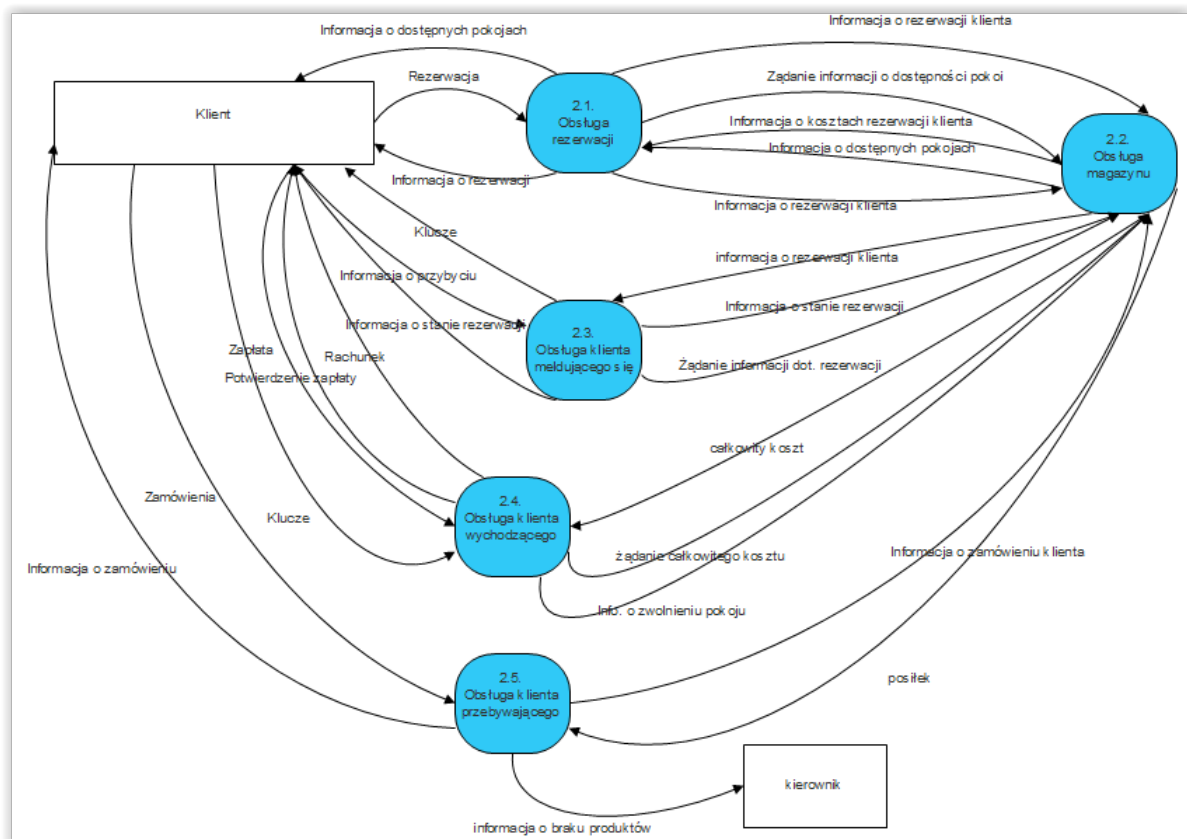 Informacja o rezerwacji klienta
Informacja o dostępnych pokojach
Rezerwacja
Żądanie informacji o dostępności pokoi
Klient
2.1.
Obsługa
rezerwacji
Informacja o kosztach rezerwacji klienta
Informacja o dostępnych pokojach
2.2.
Obsługa
magazynu
Informacja o rezerwacji
Informacja o rezerwacji klienta
Klucze
informacja o rezerwacji klienta
Informacja o przybyciu
Informacja o stanie rezerwacji
Informacja o stanie rezerwacji
2.3.
Obsługa klienta
meldującego się
Zapłata
Rachunek
Potwierdzenie zapłaty
Żądanie informacji dot. rezerwacji
całkowity koszt
Zamówienia
Klucze
2.4.
Obsługa klienta
wychodzącego
Informacja o zamówieniu
żądanie całkowitego kosztu
Informacja o zamówieniu klienta
Info. o zwolnieniu pokoju
2.5.
Obsługa klienta
przebywającego
posiłek
kierownik
informacja o braku produktów